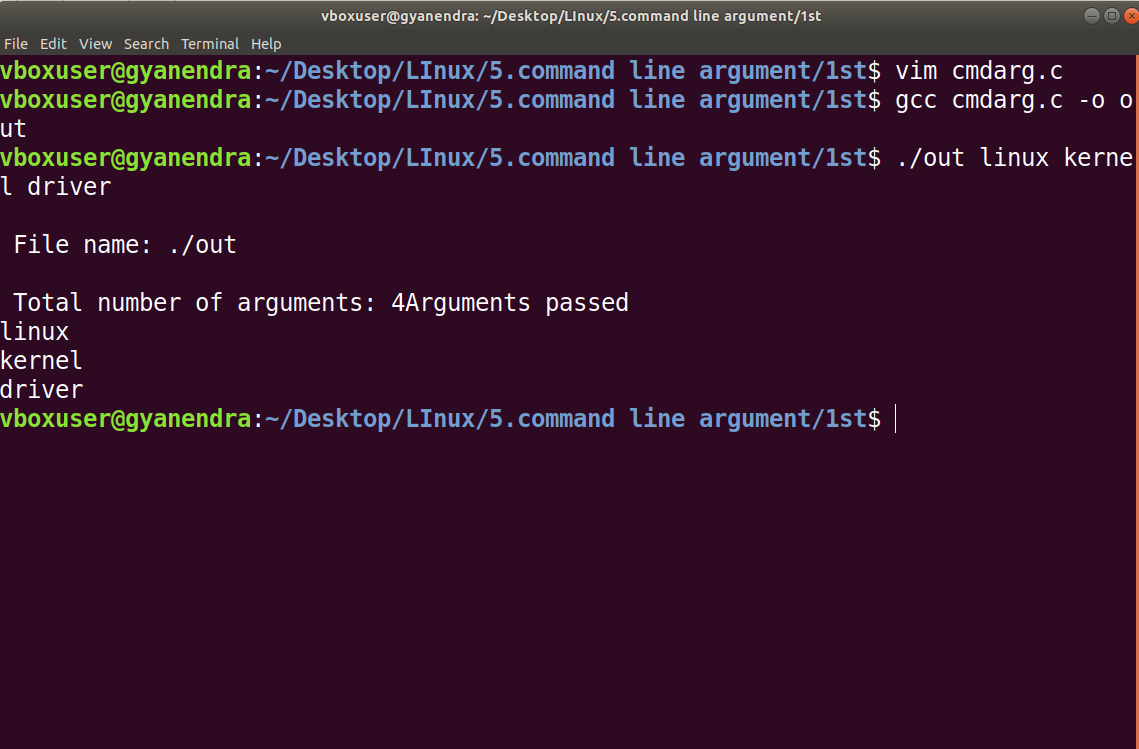 vboxuser@gyanendra: ~/Desktop/LInux/5.command line argument/1st
File Edit View Search Terminal Help
vboxuser@gyanendra:~/Desktop/LInux/5.command line argument/1st$ vim cmdarg.c
vboxuser@gyanendra:~/Desktop/LInux/5.command line argument/1st$ gcc cmdarg.c -o o
ut
vboxuser@gyanendra:~/Desktop/LInux/5.command line argument/1st$ ./out linux kerne
l driver
File name: ./out
Total number of arguments: 4Arguments passed
linux
kernel
driver
vboxuser@gyanendra:~/Desktop/LInux/5.command line argument/1st$